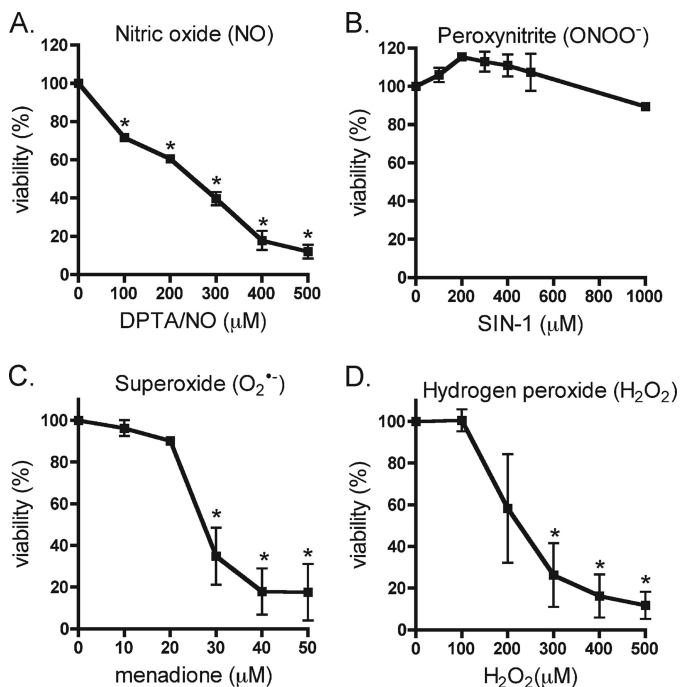 A.
Nitric oxide (NO)
120
100
80
60
40
20
0
viability (%)
* * * * *
0 100 200 300 400 500
DPTA/NO (μM)
B.
Peroxynitrite (ONOO⁻)
120
100
80
60
40
20
0
viability (%)
0 200 400 600 800 1000
SIN-1 (μM)
C.
Superoxide (O₂•⁻)
100
80
60
40
20
0
viability (%)
* * *
0 10 20 30 40 50
menadione (μM)
D.
Hydrogen peroxide (H₂O₂)
100
80
60
40
20
0
viability (%)
* * *
0 100 200 300 400 500
H₂O₂(μM)